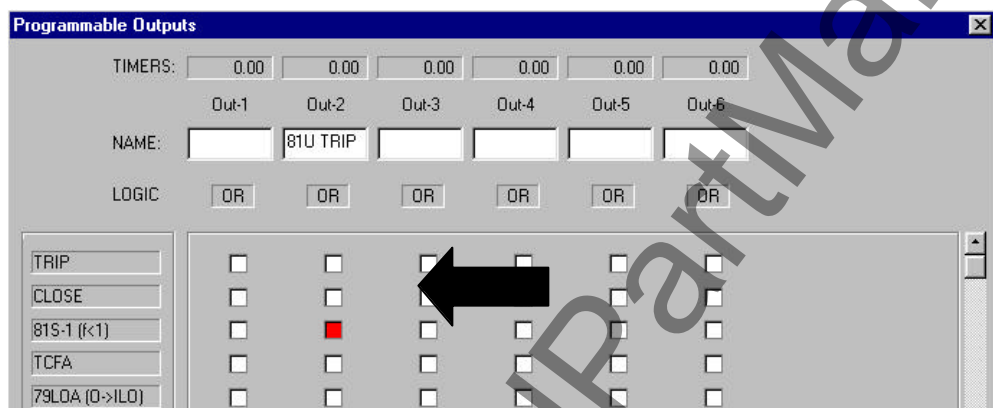 Programmable Outputs
TIMERS: 0.00 0.00 0.00 0.00 0.00 0.00
Out-1 Out-2 Out-3 Out-4 Out-5 Out-6
NAME: 81U TRIP
LOGIC OR OR OR OR OR OR
TRIP
CLOSE
81S-1 (f<1)
TCFA
79LOA (O->ILO)